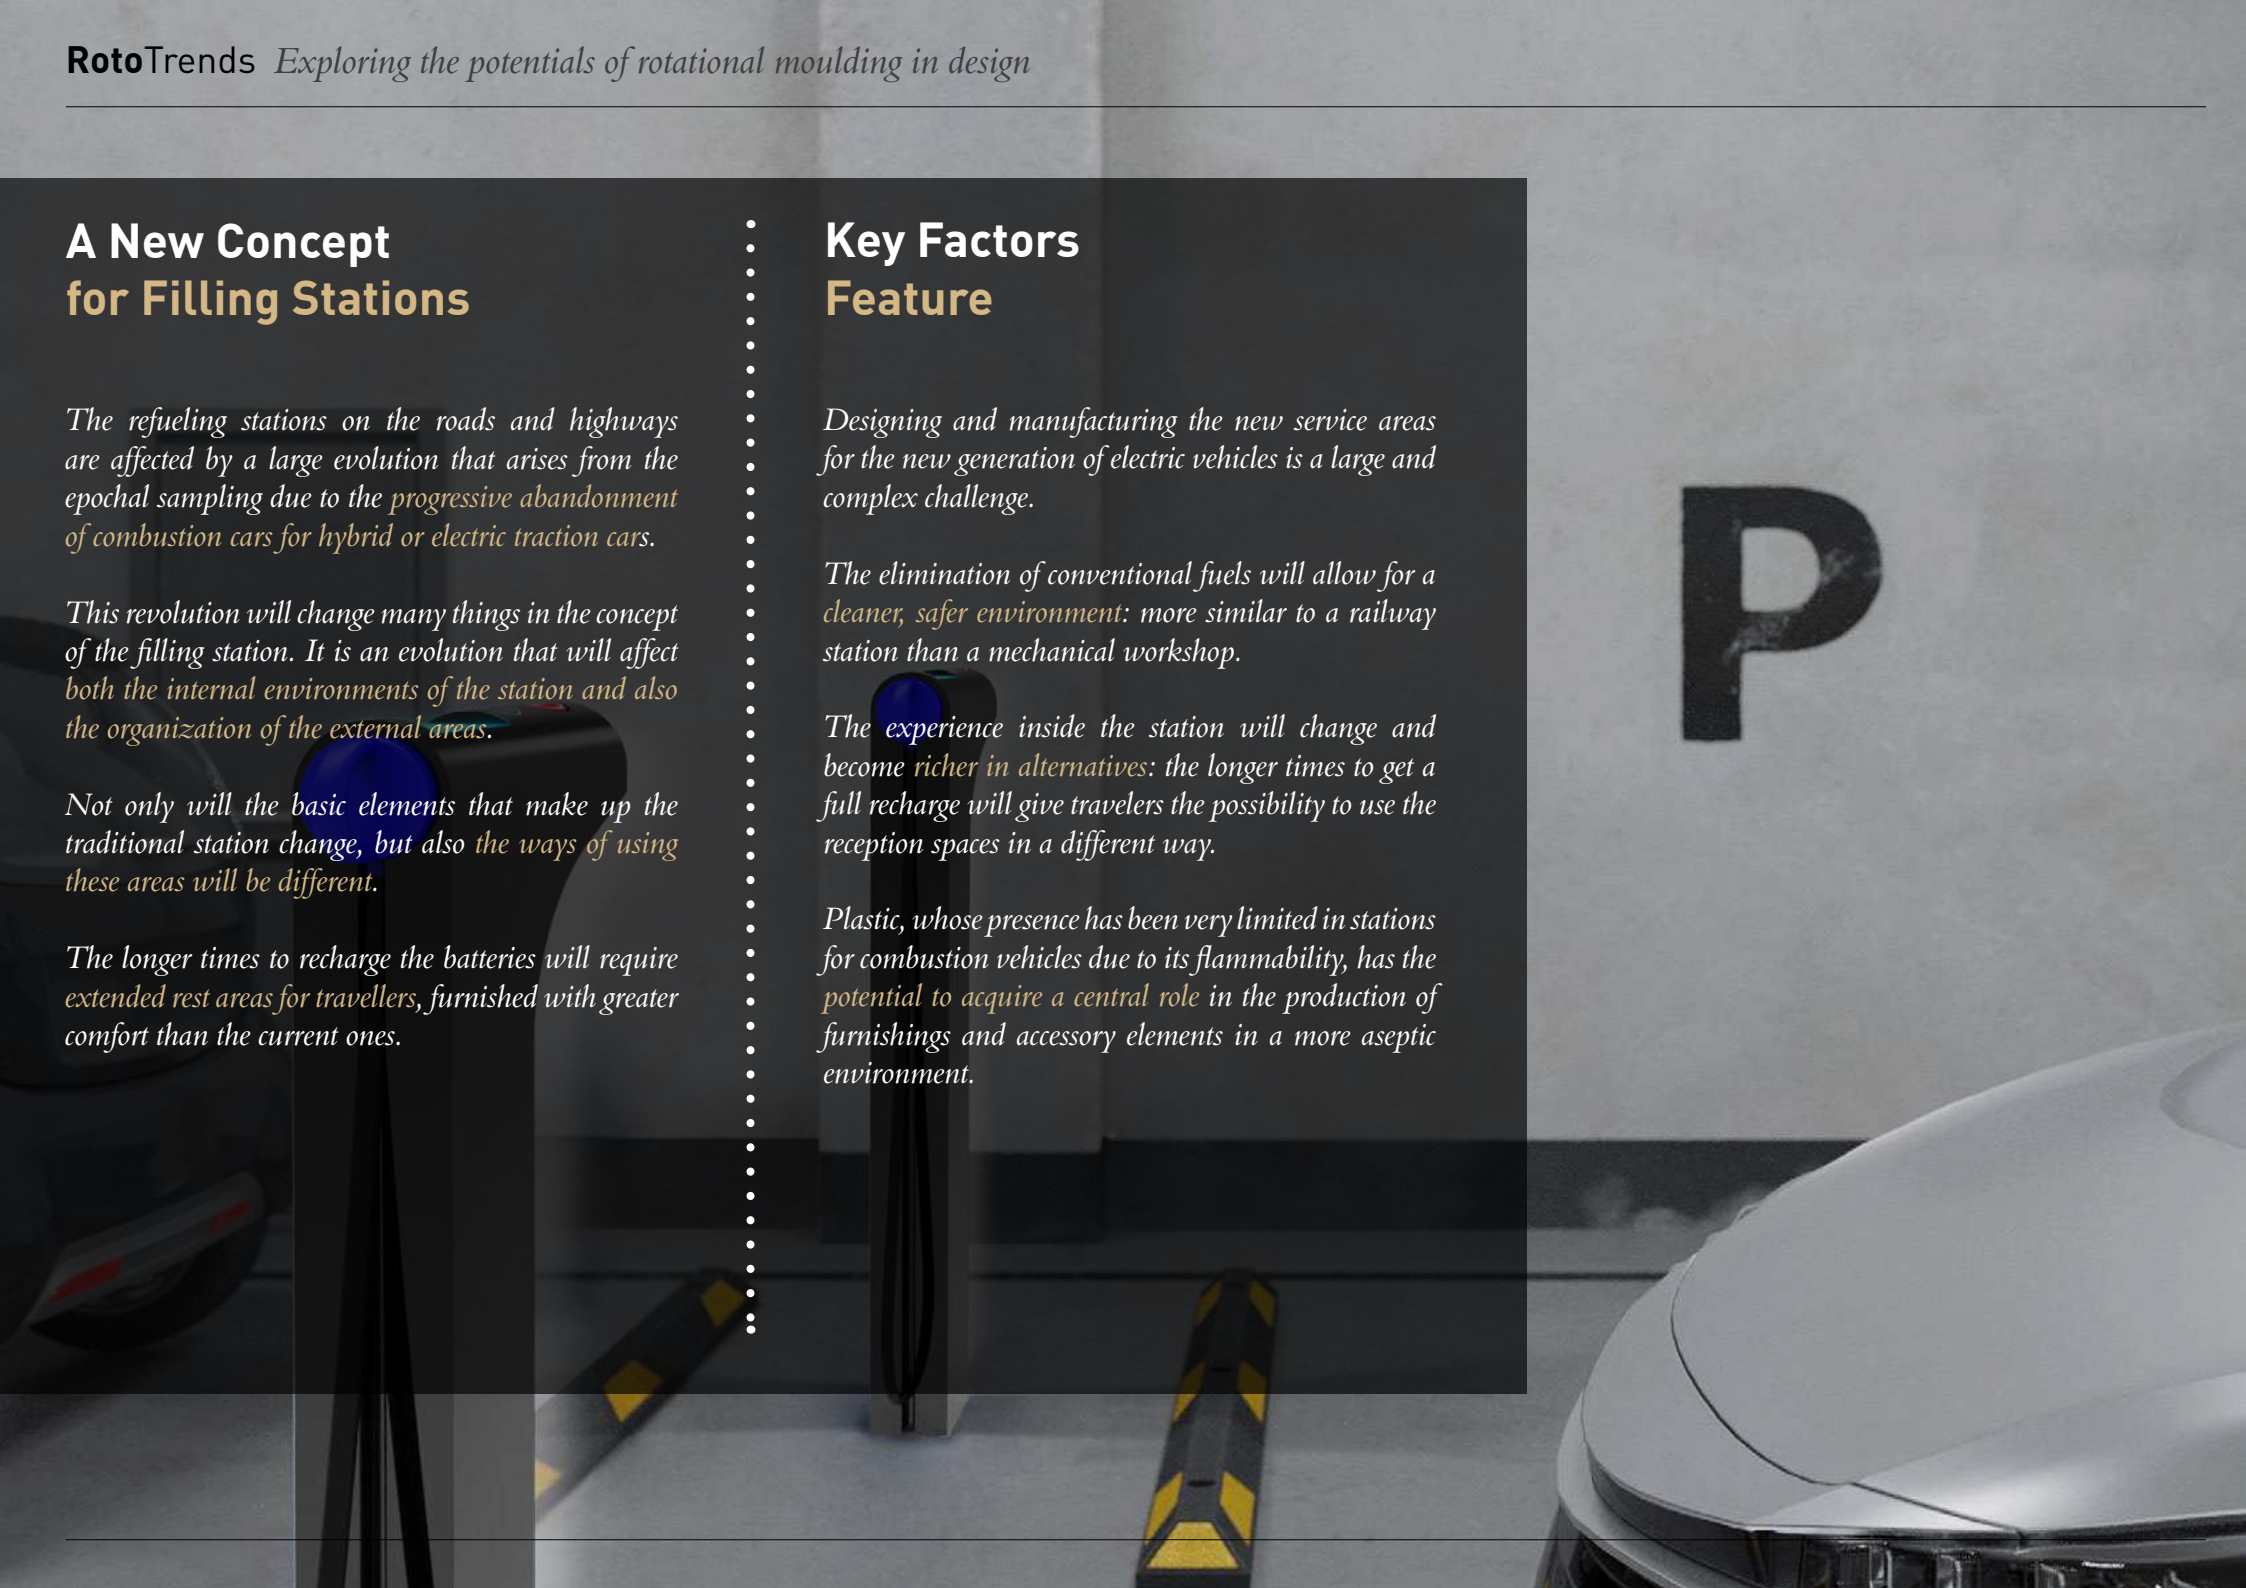 RotoTrends Exploring the potentials of rotational moulding in design
A New Concept
for Filling Stations
The refueling stations on the roads and highways
are affected by a large evolution that arises from the
epochal sampling due to the progressive abandonment
of combustion cars for hybrid or electric traction cars.
This revolution will change many things in the concept
of the filling station. It is an evolution that will affect
both the internal environments of the station and also
the organization of the external areas.
Not only will the basic elements that make up the
traditional station change, but also the ways of using
these areas will be different.
The longer times to recharge the batteries will require
extended rest areas for travellers, furnished with greater
comfort than the current ones.
Key Factors
Feature
Designing and manufacturing the new service areas
for the new generation of electric vehicles is a large and
complex challenge.
The elimination of conventional fuels will allow for a
cleaner, safer environment: more similar to a railway
station than a mechanical workshop.
The experience inside the station will change and
become richer in alternatives: the longer times to get a
full recharge will give travelers the possibility to use the
reception spaces in a different way.
Plastic, whose presence has been very limited in stations
for combustion vehicles due to its flammability, has the
potential to acquire a central role in the production of
furnishings and accessory elements in a more aseptic
environment.
P